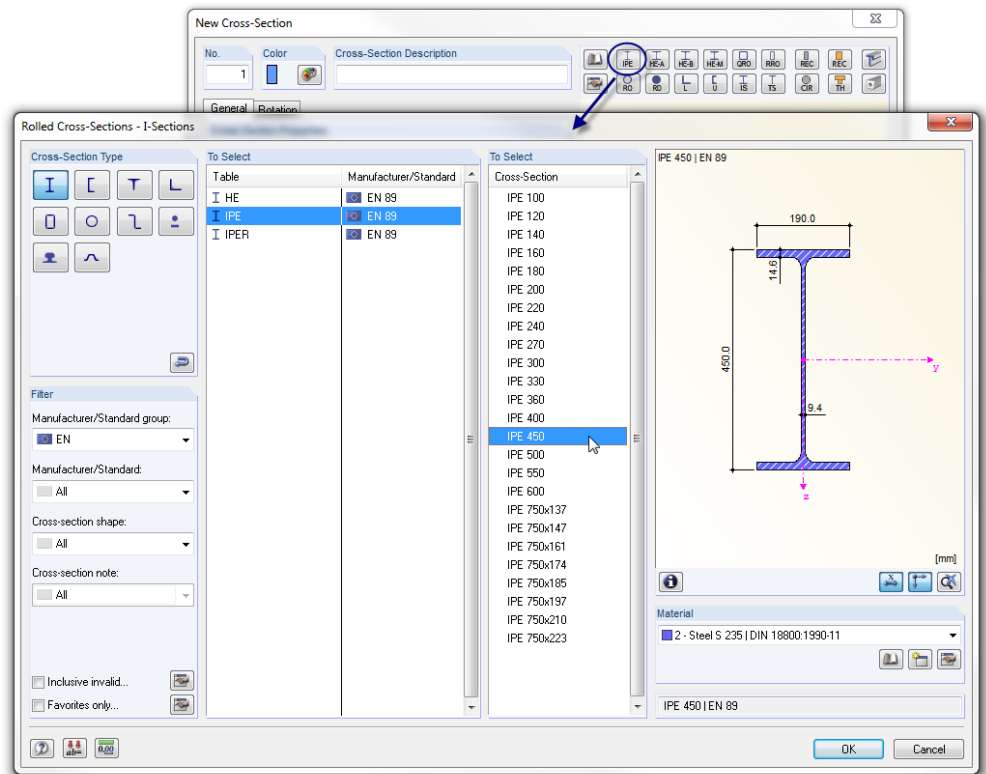 New Cross-Section
No.
Color
Cross-Section Description
1
IPE
HE-A
HE-B
HE-M
QRO
RRO
REC
REC
RO
RD
L
U
IS
TS
CIR
TH
General
Rotation
Rolled Cross-Sections - I-Sections
Cross-Section Type
Filter
Manufacturer/Standard group:
EN
Manufacturer/Standard:
All
Cross-section shape:
All
Cross-section note:
All
Inclusive invalid...
Favorites only...
To Select
Table Manufacturer/Standard
HE EN 89
IPE EN 89
IPER EN 89
To Select
Cross-Section
IPE 100
IPE 120
IPE 140
IPE 160
IPE 180
IPE 200
IPE 220
IPE 240
IPE 270
IPE 300
IPE 330
IPE 360
IPE 400
IPE 450
IPE 500
IPE 550
IPE 600
IPE 750x137
IPE 750x147
IPE 750x161
IPE 750x174
IPE 750x185
IPE 750x197
IPE 750x210
IPE 750x223
IPE 450 | EN 89
190.0
14.6
450.0
y
9.4
z
[mm]
Material
2 - Steel S 235 | DIN 18800:1990-11
IPE 450 | EN 89
0.00
OK
Cancel